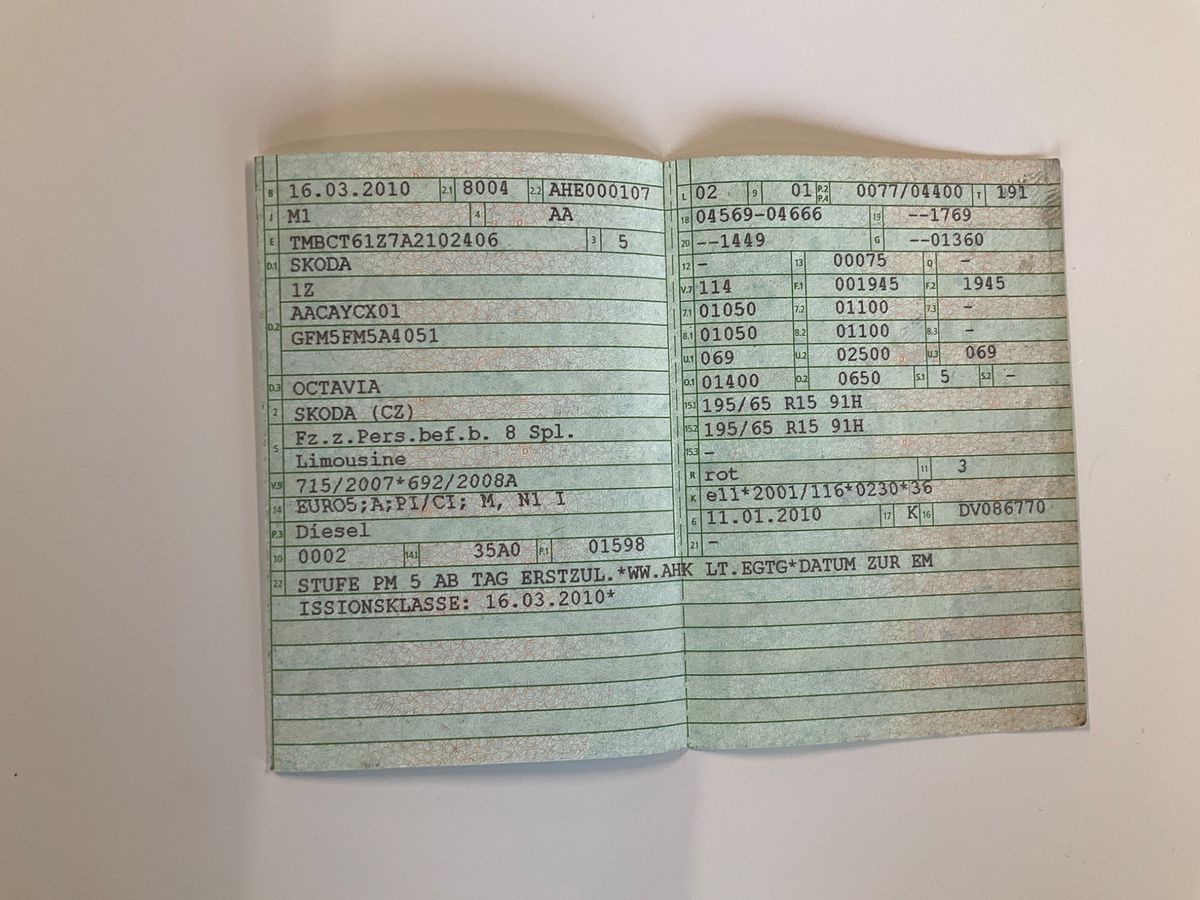 B 16.03.2010 2.1 8004 2.2 AHE000107
J M1 4 AA
E TMBCT61Z7A2102406 3 5
D.1 SKODA
D.2 1Z
AACAYCX01
GFM5FM5A4051
D.3 OCTAVIA
2 SKODA (CZ)
5 Fz.z.Pers.bef.b. 8 Spl.
Limousine
V.9 715/2007*692/2008A
14 EURO5;A;PI/CI; M, N1 I
P.3 Diesel
10 0002 14.1 35A0 P.1 01598
L 02 9 01 P.2 P.4 0077/04400 T 191
18 04569-04666 19 --1769
20 --1449 G --01360
12 - 13 00075 Q -
V.7 114 F.1 001945 F.2 1945
7.1 01050 7.2 01100 7.3 -
8.1 01050 8.2 01100 8.3 -
U.1 069 U.2 02500 U.3 069
O.1 01400 O.2 0650 S.1 5 S.2 -
15.1 195/65 R15 91H
15.2 195/65 R15 91H
15.3 -
R rot 11 3
K e11*2001/116*0230*36
6 11.01.2010 17 K 16 DV086770
21 -
22 STUFE PM 5 AB TAG ERSTZUL.*WW.AHK LT.EGTG*DATUM ZUR EM
ISSIONSKLASSE: 16.03.2010*